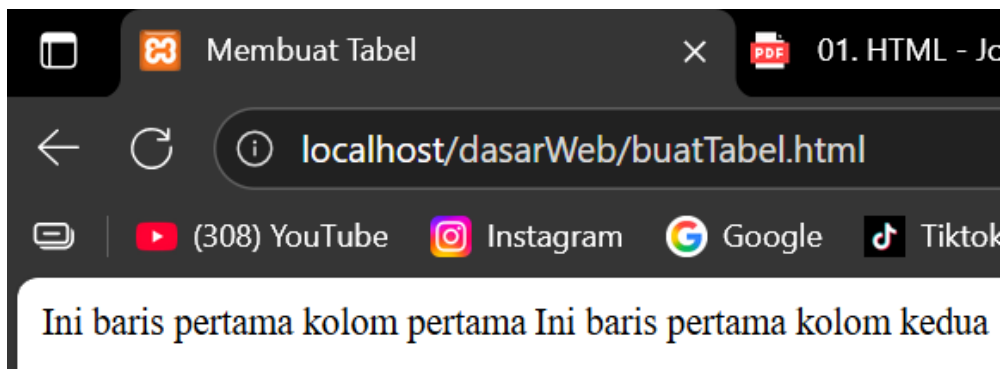 Membuat Tabel
01. HTML - Jo
localhost/dasarWeb/buatTabel.html
(308) YouTube Instagram Google Tiktok
Ini baris pertama kolom pertama Ini baris pertama kolom kedua